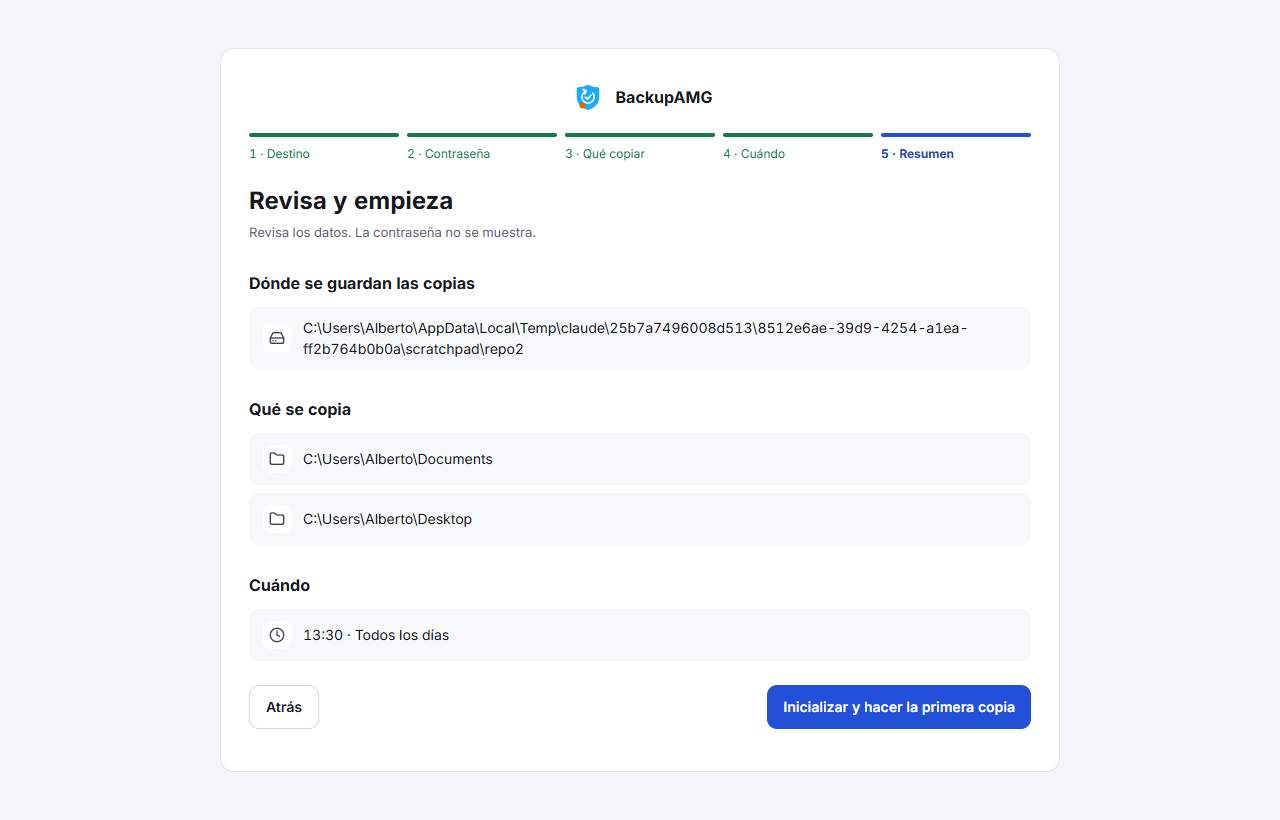 BackupAMG
1 · Destino
2 · Contraseña
3 · Qué copiar
4 · Cuándo
5 · Resumen
Revisa y empieza
Revisa los datos. La contraseña no se muestra.
Dónde se guardan las copias
C:\Users\Alberto\AppData\Local\Temp\claude\25b7a7496008d513\8512e6ae-39d9-4254-a1ea-
ff2b764b0b0a\scratchpad\repo2
Qué se copia
C:\Users\Alberto\Documents
C:\Users\Alberto\Desktop
Cuándo
13:30 · Todos los días
Atrás
Inicializar y hacer la primera copia